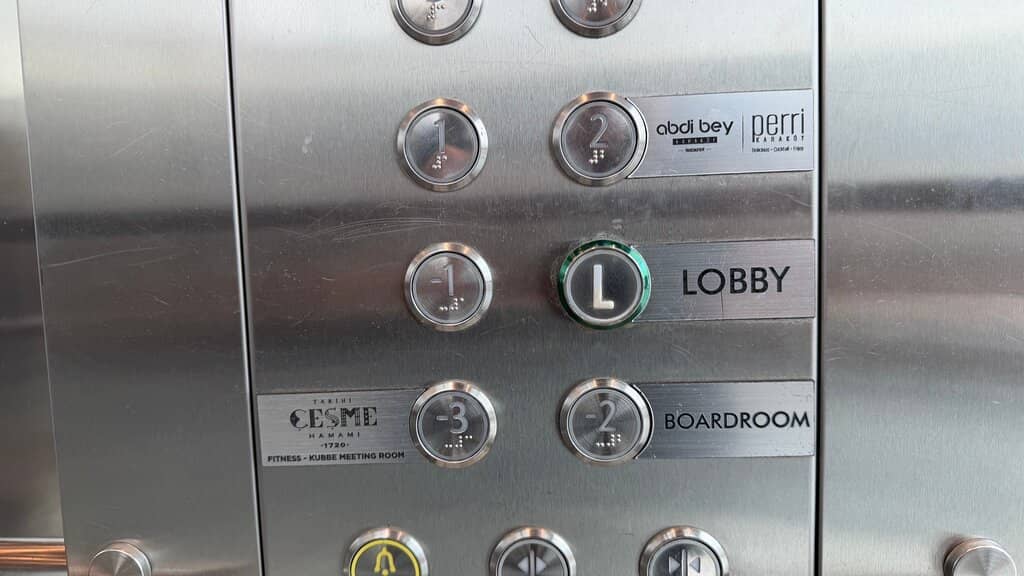 1
2
abdi bey
perri
KARAKÖY
-1
L
LOBBY
TARİHİ
ÇEŞME
HAMAMI
·1720·
FITNESS - KUBBE MEETING ROOM
-3
-2
BOARDROOM